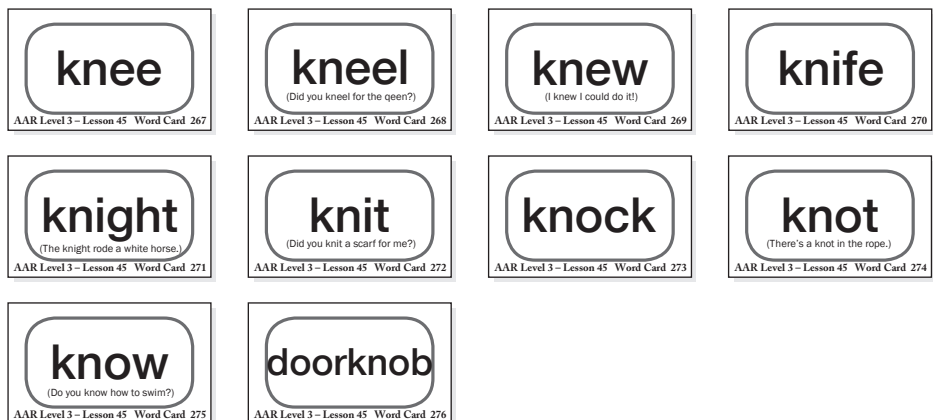 knee
AAR Level 3 – Lesson 45 Word Card 267
kneel
(Did you kneel for the qeen?)
AAR Level 3 – Lesson 45 Word Card 268
knew
(I knew I could do it!)
AAR Level 3 – Lesson 45 Word Card 269
knife
AAR Level 3 – Lesson 45 Word Card 270
knight
(The knight rode a white horse.)
AAR Level 3 – Lesson 45 Word Card 271
knit
(Did you knit a scarf for me?)
AAR Level 3 – Lesson 45 Word Card 272
knock
AAR Level 3 – Lesson 45 Word Card 273
knot
(There's a knot in the rope.)
AAR Level 3 – Lesson 45 Word Card 274
know
(Do you know how to swim?)
AAR Level 3 – Lesson 45 Word Card 275
doorknob
AAR Level 3 – Lesson 45 Word Card 276